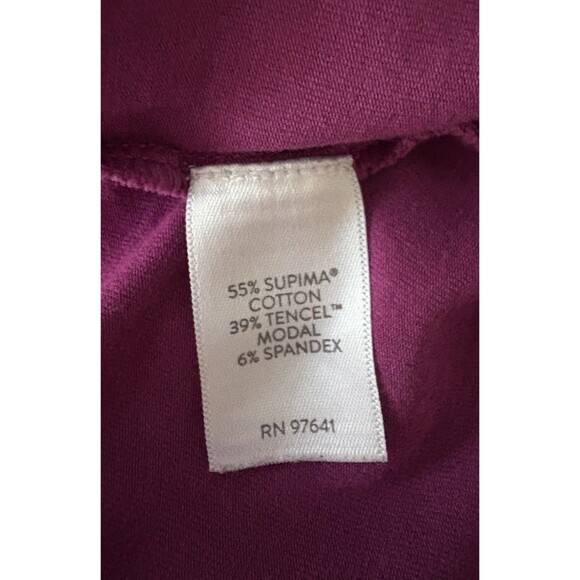 55% SUPIMA®
COTTON
39% TENCEL™
MODAL
6% SPANDEX
RN 97641